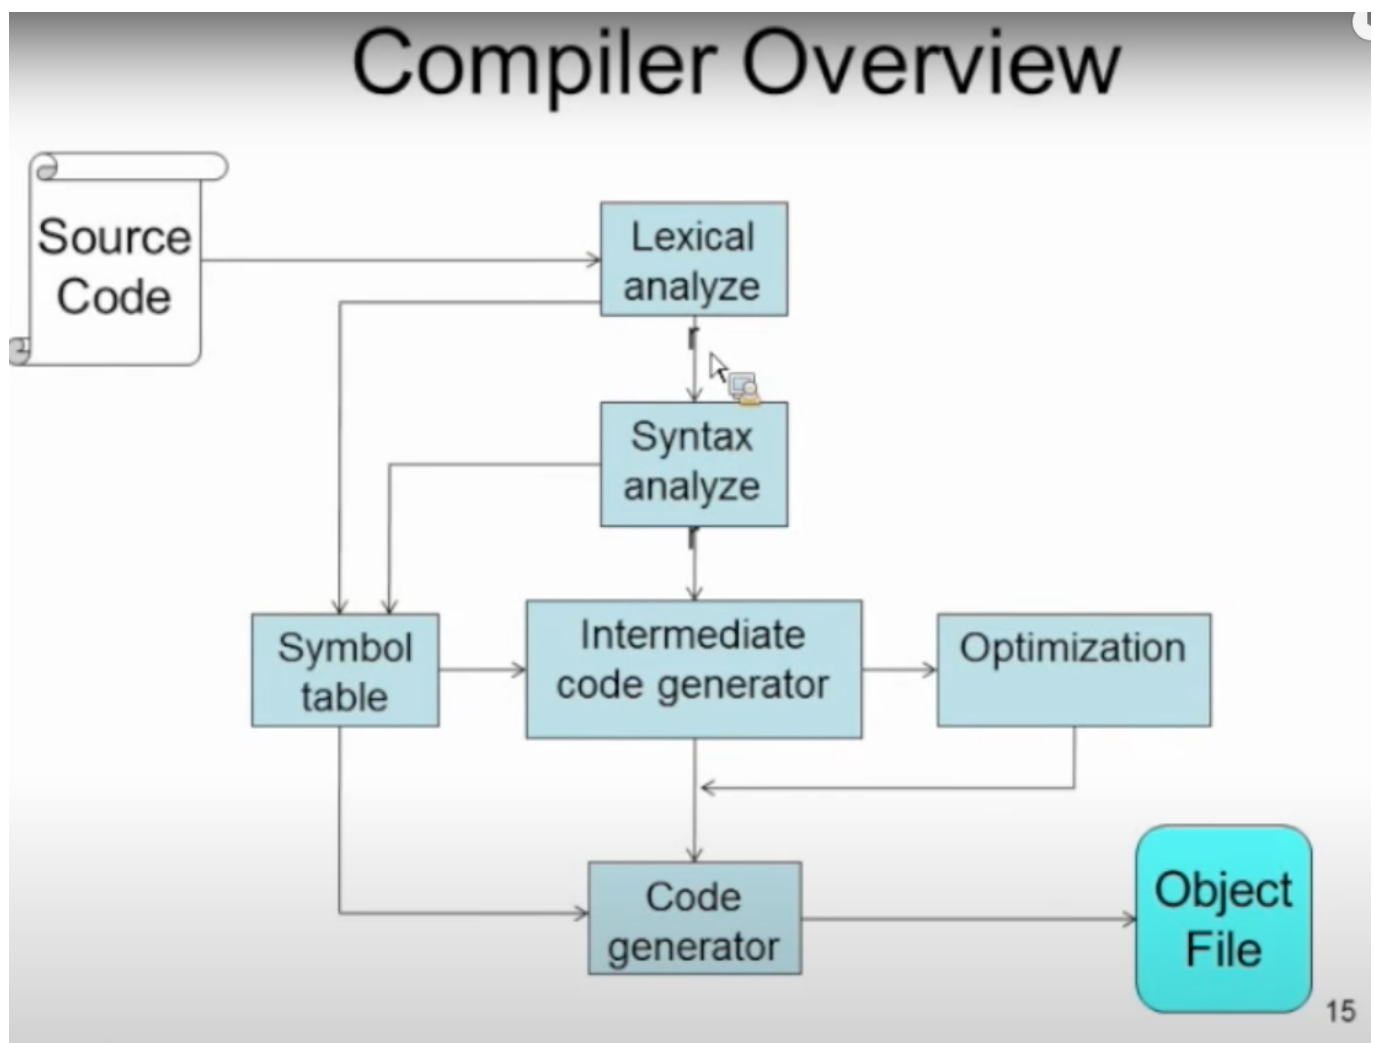 Compiler Overview
Source
Code
Lexical
analyze
r
Syntax
analyze
r
Symbol
table
Intermediate
code generator
Optimization
Code
generator
Object
File
15